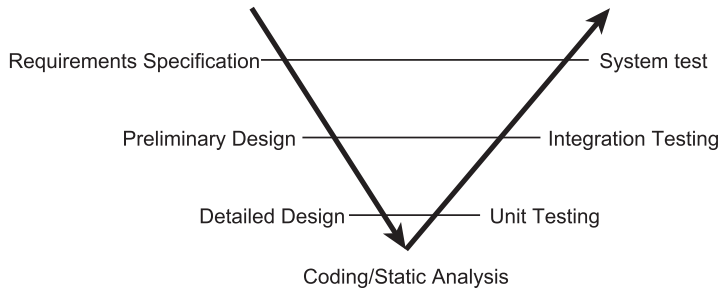 Requirements Specification
System test
Preliminary Design
Integration Testing
Detailed Design
Unit Testing
Coding/Static Analysis